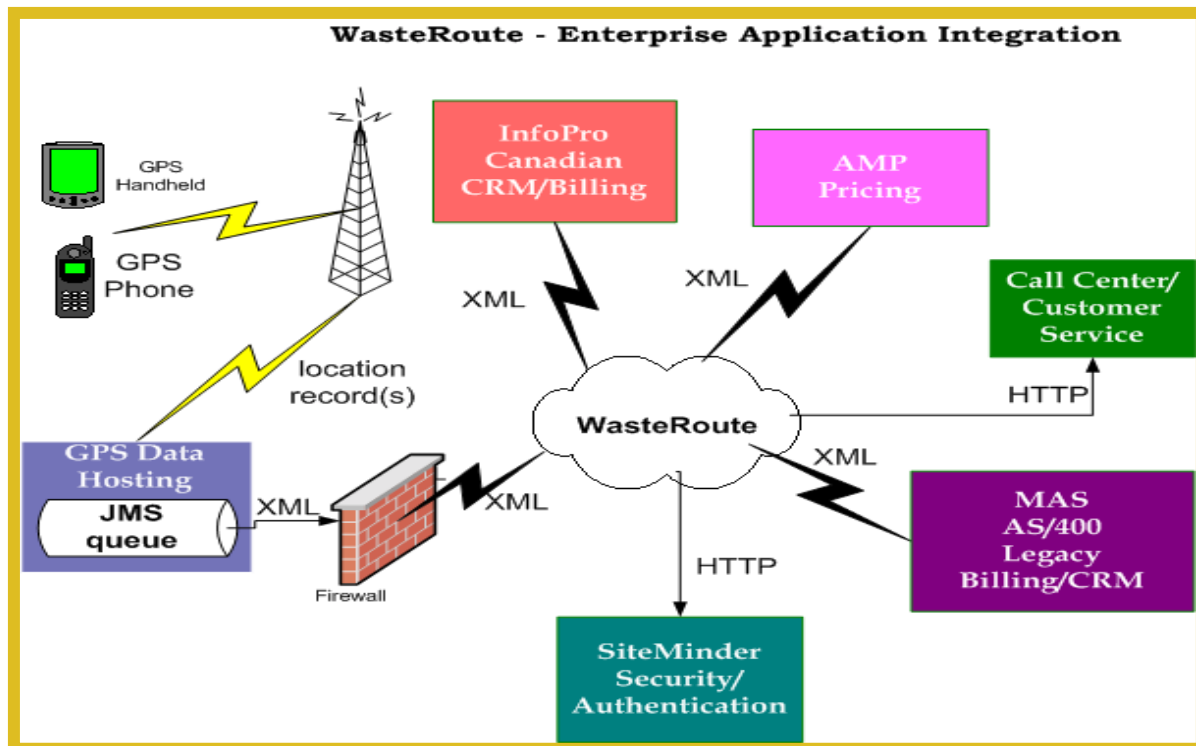 WasteRoute - Enterprise Application Integration
GPS
Handheld
GPS
Phone
InfoPro
Canadian
CRM/Billing
AMP
Pricing
XML
XML
Call Center/
Customer
Service
location
record(s)
HTTP
WasteRoute
GPS Data
Hosting
JMS
queue
XML
Firewall
XML
XML
MAS
AS/400
Legacy
Billing/CRM
HTTP
SiteMinder
Security/
Authentication